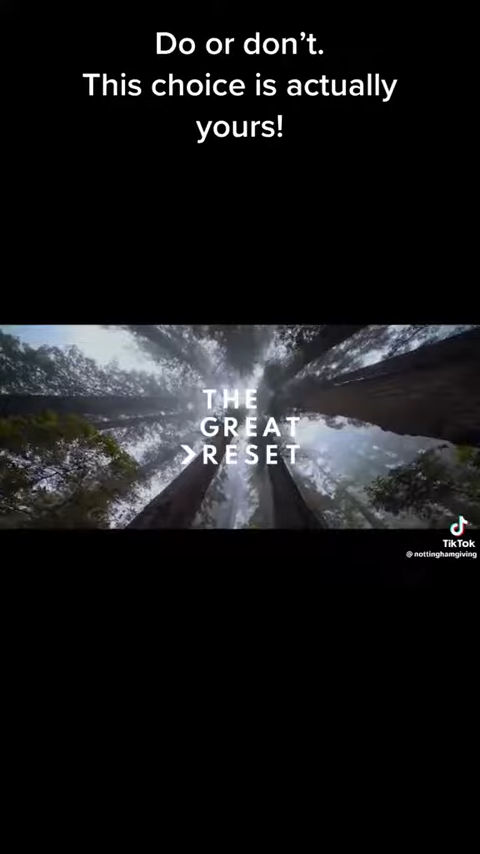 Do or don't.
This choice is actually
yours!
THE
GREAT
>RESET
TikTok
@nottinghamgiving